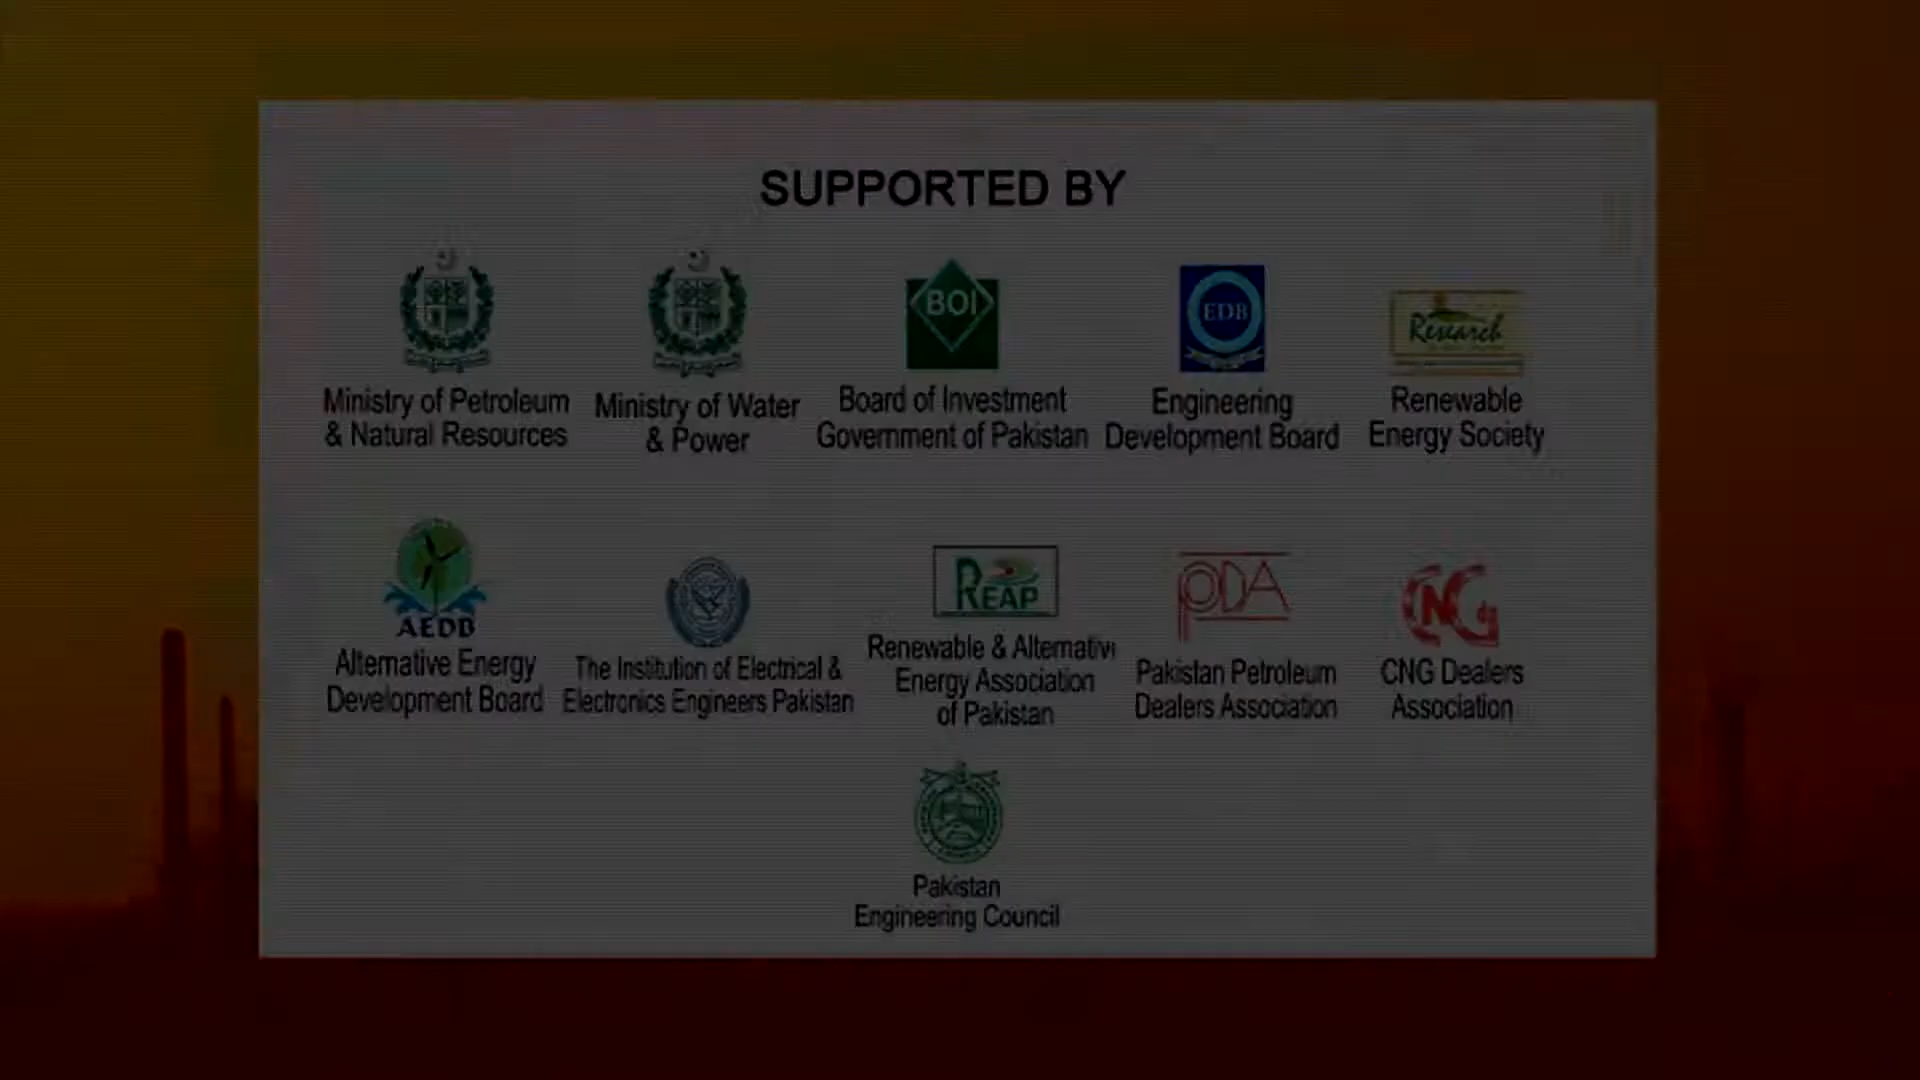 SUPPORTED BY
BOI
EDB
Research
Ministry of Petroleum
& Natural Resources
Ministry of Water
& Power
Board of Investment
Government of Pakistan
Engineering
Development Board
Renewable
Energy Society
AEDB
Alternative Energy
Development Board
The Institution of Electrical &
Electronics Engineers Pakistan
REAP
Renewable & Alternativ
Energy Association
of Pakistan
PDA
Pakistan Petroleum
Dealers Association
CNG
CNG Dealers
Association
Pakistan
Engineering Council